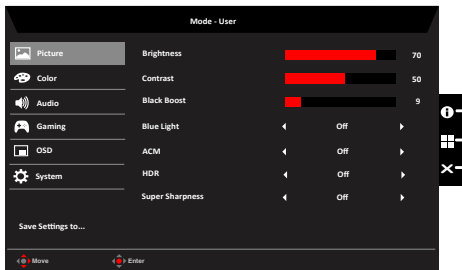 Mode - User
Picture
Brightness 70
Color
Contrast 50
Audio
Black Boost 9
Gaming
Blue Light Off
OSD
ACM Off
System
HDR Off
Super Sharpness Off
Save Settings to...
Move Enter